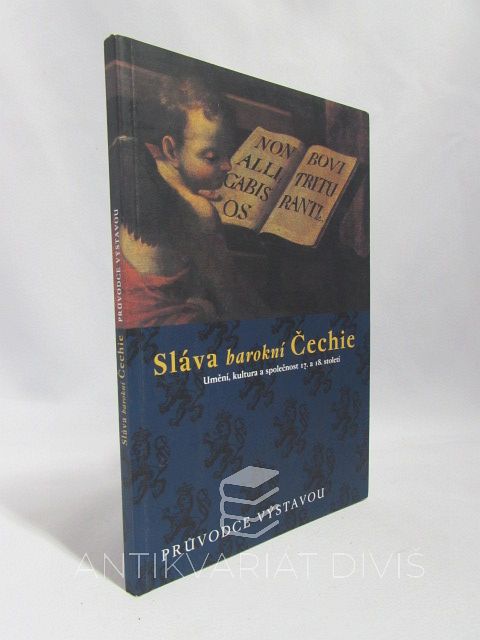 NON
ALLI
GABIS
OS
BOVI
TRITU
RANTI.
Sláva barokní Čechie
Umění, kultura a společnost 17. a 18. století
PRŮVODCE VÝSTAVOU
Sláva barokní Čechie PRŮVODCE VÝSTAVOU
ANTIKVARIÁT DIVIŠ